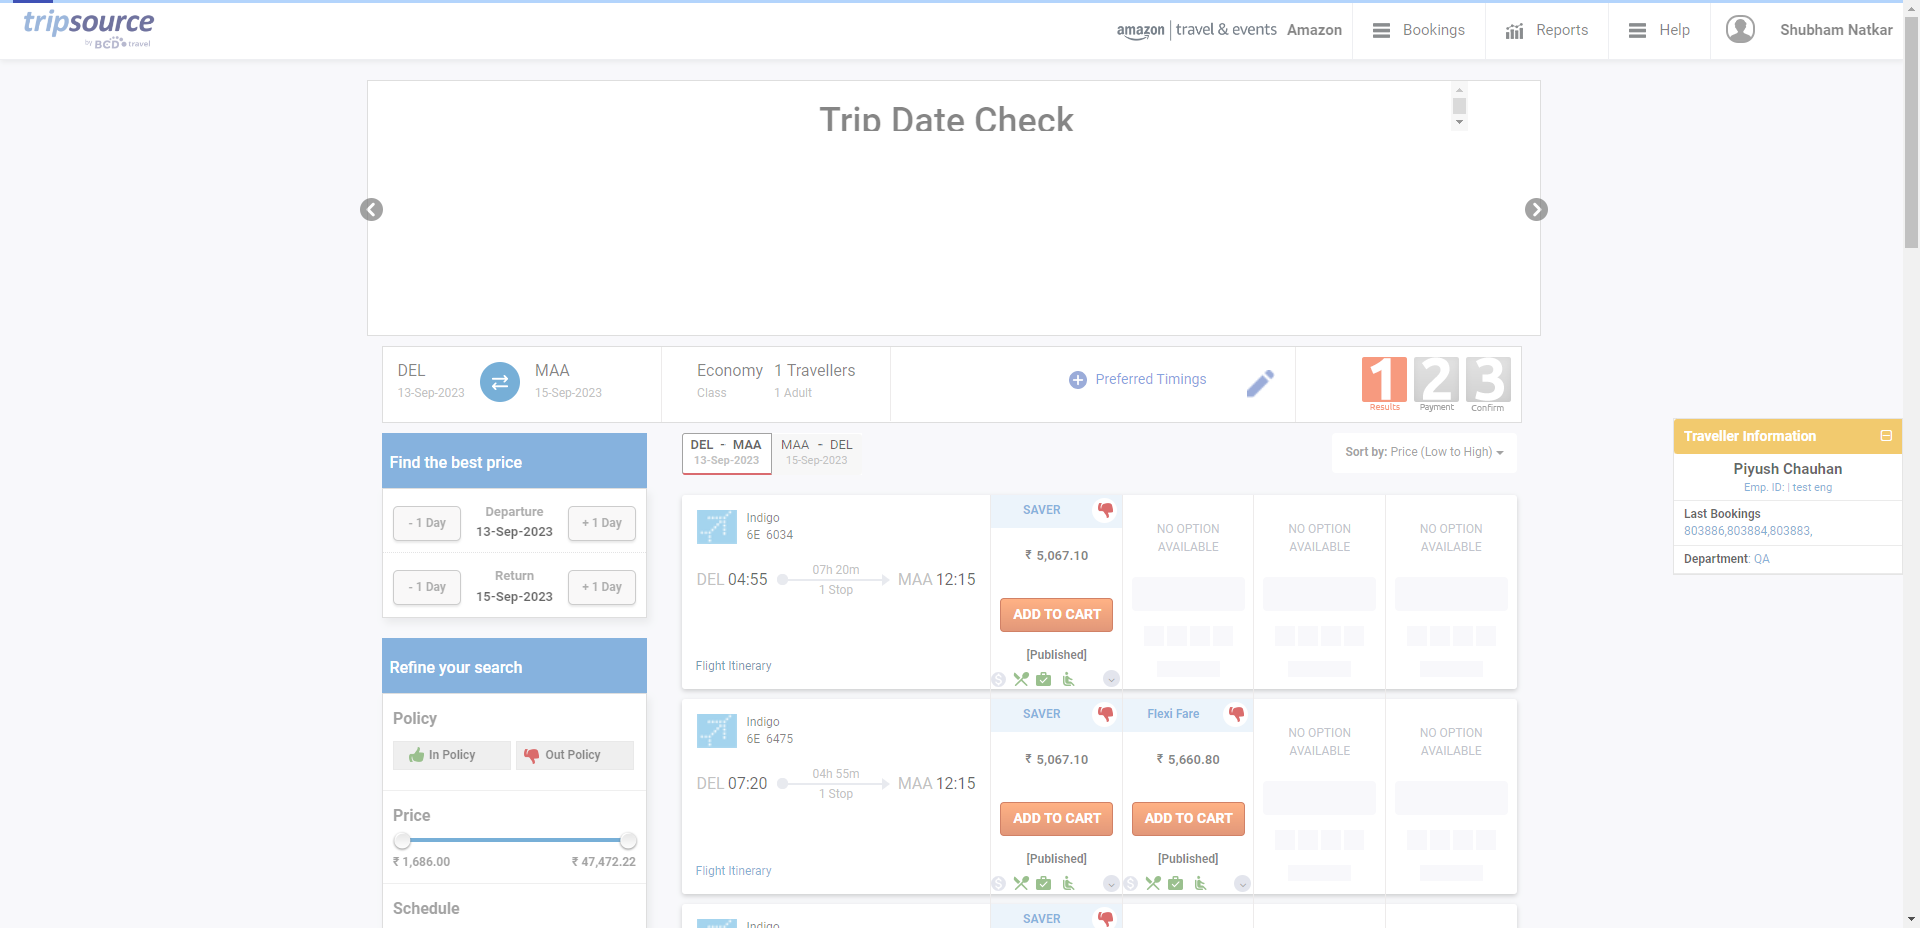 tripsource
by BCD travel
amazon | travel & events Amazon
Bookings
Reports
Help
Shubham Natkar
Trip Date Check
DEL
13-Sep-2023
MAA
15-Sep-2023
Economy
Class
1 Travellers
1 Adult
Preferred Timings
1 2 3
Results Payment Confirm
Find the best price
- 1 Day
Departure
13-Sep-2023
+ 1 Day
- 1 Day
Return
15-Sep-2023
+ 1 Day
Refine your search
Policy
In Policy
Out Policy
Price
₹ 1,686.00
₹ 47,472.22
Schedule
DEL - MAA
13-Sep-2023
MAA - DEL
15-Sep-2023
Sort by: Price (Low to High)
Indigo
6E 6034
DEL 04:55
07h 20m
1 Stop
MAA 12:15
Flight Itinerary
SAVER
₹ 5,067.10
ADD TO CART
[Published]
NO OPTION
AVAILABLE
NO OPTION
AVAILABLE
NO OPTION
AVAILABLE
Indigo
6E 6475
DEL 07:20
04h 55m
1 Stop
MAA 12:15
Flight Itinerary
SAVER
₹ 5,067.10
ADD TO CART
[Published]
Flexi Fare
₹ 5,660.80
ADD TO CART
[Published]
NO OPTION
AVAILABLE
NO OPTION
AVAILABLE
Indigo
SAVER
Traveller Information
Piyush Chauhan
Emp. ID: | test eng
Last Bookings
803886,803884,803883,
Department: QA